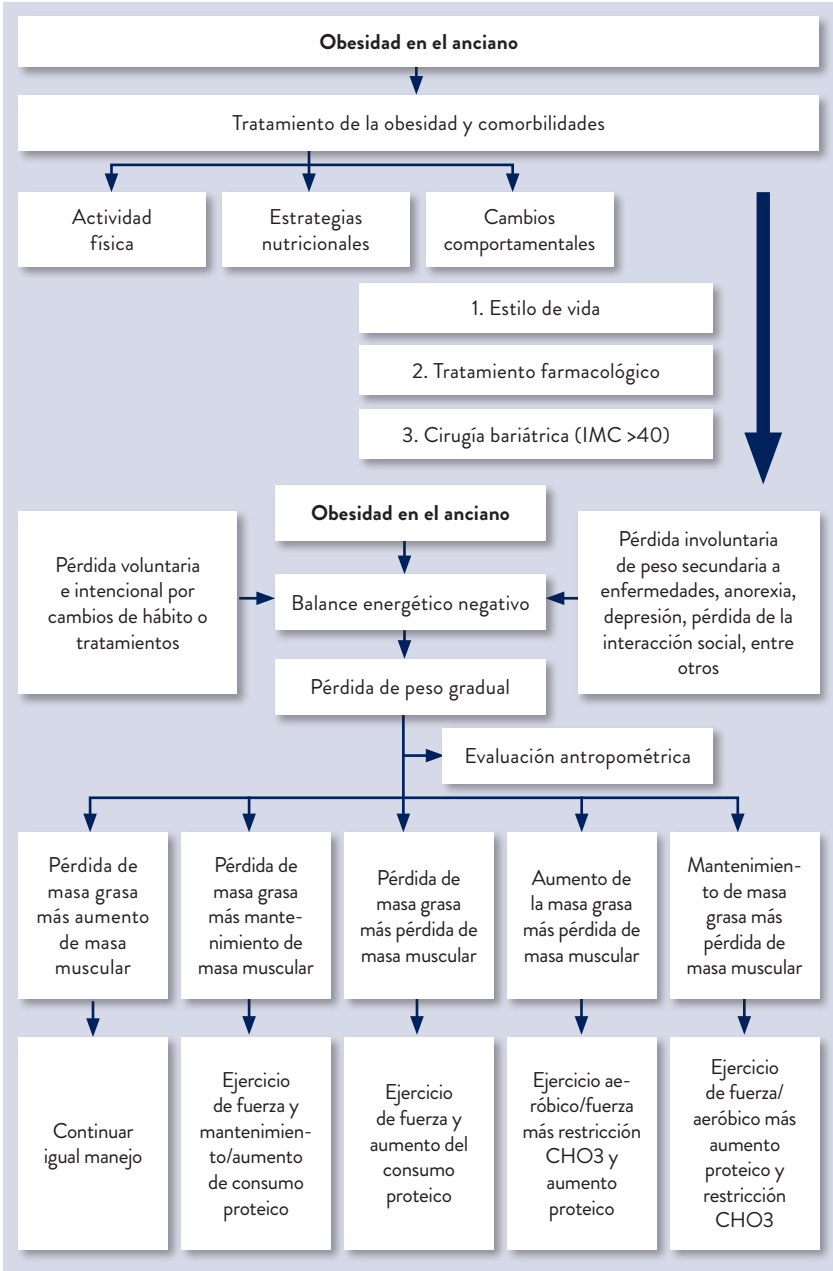 Obesidad en el anciano
Tratamiento de la obesidad y comorbilidades
Actividad
física
Estrategias
nutricionales
Cambios
comportamentales
1. Estilo de vida
2. Tratamiento farmacológico
3. Cirugía bariátrica (IMC >40)
Obesidad en el anciano
Pérdida voluntaria
e intencional por
cambios de hábito o
tratamientos
Balance energético negativo
Pérdida involuntaria
de peso secundaria a
enfermedades, anorexia,
depresión, pérdida de la
interacción social, entre
otros
Pérdida de peso gradual
Evaluación antropométrica
Pérdida de
masa grasa
más aumento
de masa
muscular
Pérdida de
masa grasa
más mante-
nimiento de
masa muscular
Pérdida de
masa grasa
más pérdida de
masa muscular
Aumento de
la masa grasa
más pérdida de
masa muscular
Mantenimien-
to de masa
grasa más
pérdida de
masa muscular
Continuar
igual manejo
Ejercicio
de fuerza y
mantenimien-
to/aumento
de consumo
proteico
Ejercicio
de fuerza y
aumento del
consumo
proteico
Ejercicio ae-
róbico/fuerza
más restricción
CHO3 y
aumento
proteico
Ejercicio
de fuerza/
aeróbico más
aumento
proteico y
restricción
CHO3